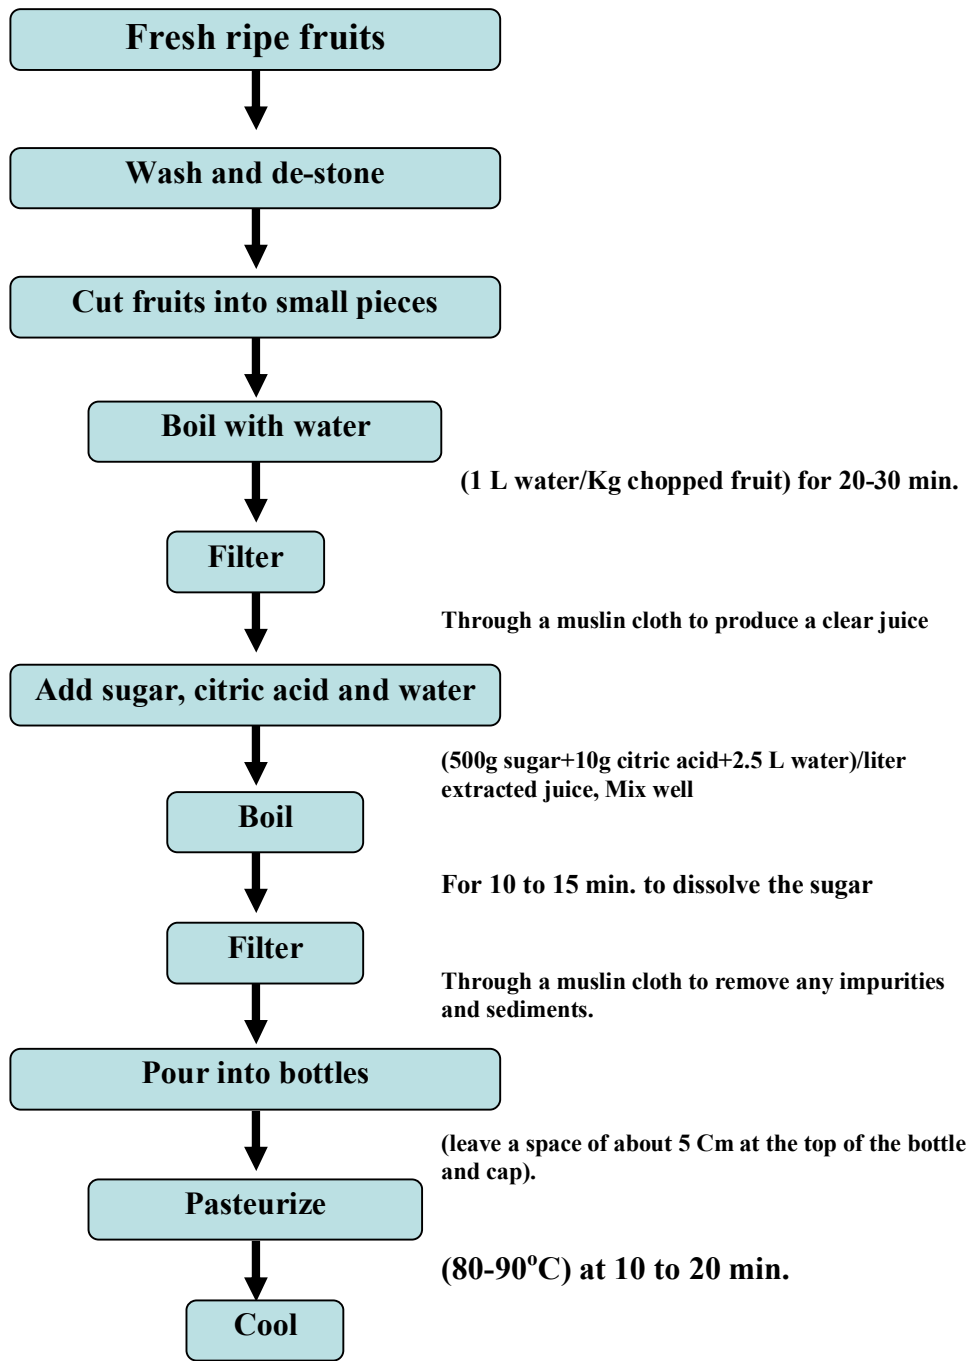 Fresh ripe fruits
Wash and de-stone
Cut fruits into small pieces
Boil with water
(1 L water/Kg chopped fruit) for 20-30 min.
Filter
Through a muslin cloth to produce a clear juice
Add sugar, citric acid and water
(500g sugar+10g citric acid+2.5 L water)/liter
extracted juice, Mix well
Boil
For 10 to 15 min. to dissolve the sugar
Filter
Through a muslin cloth to remove any impurities
and sediments.
Pour into bottles
(leave a space of about 5 Cm at the top of the bottle
and cap).
Pasteurize
(80-90°C) at 10 to 20 min.
Cool